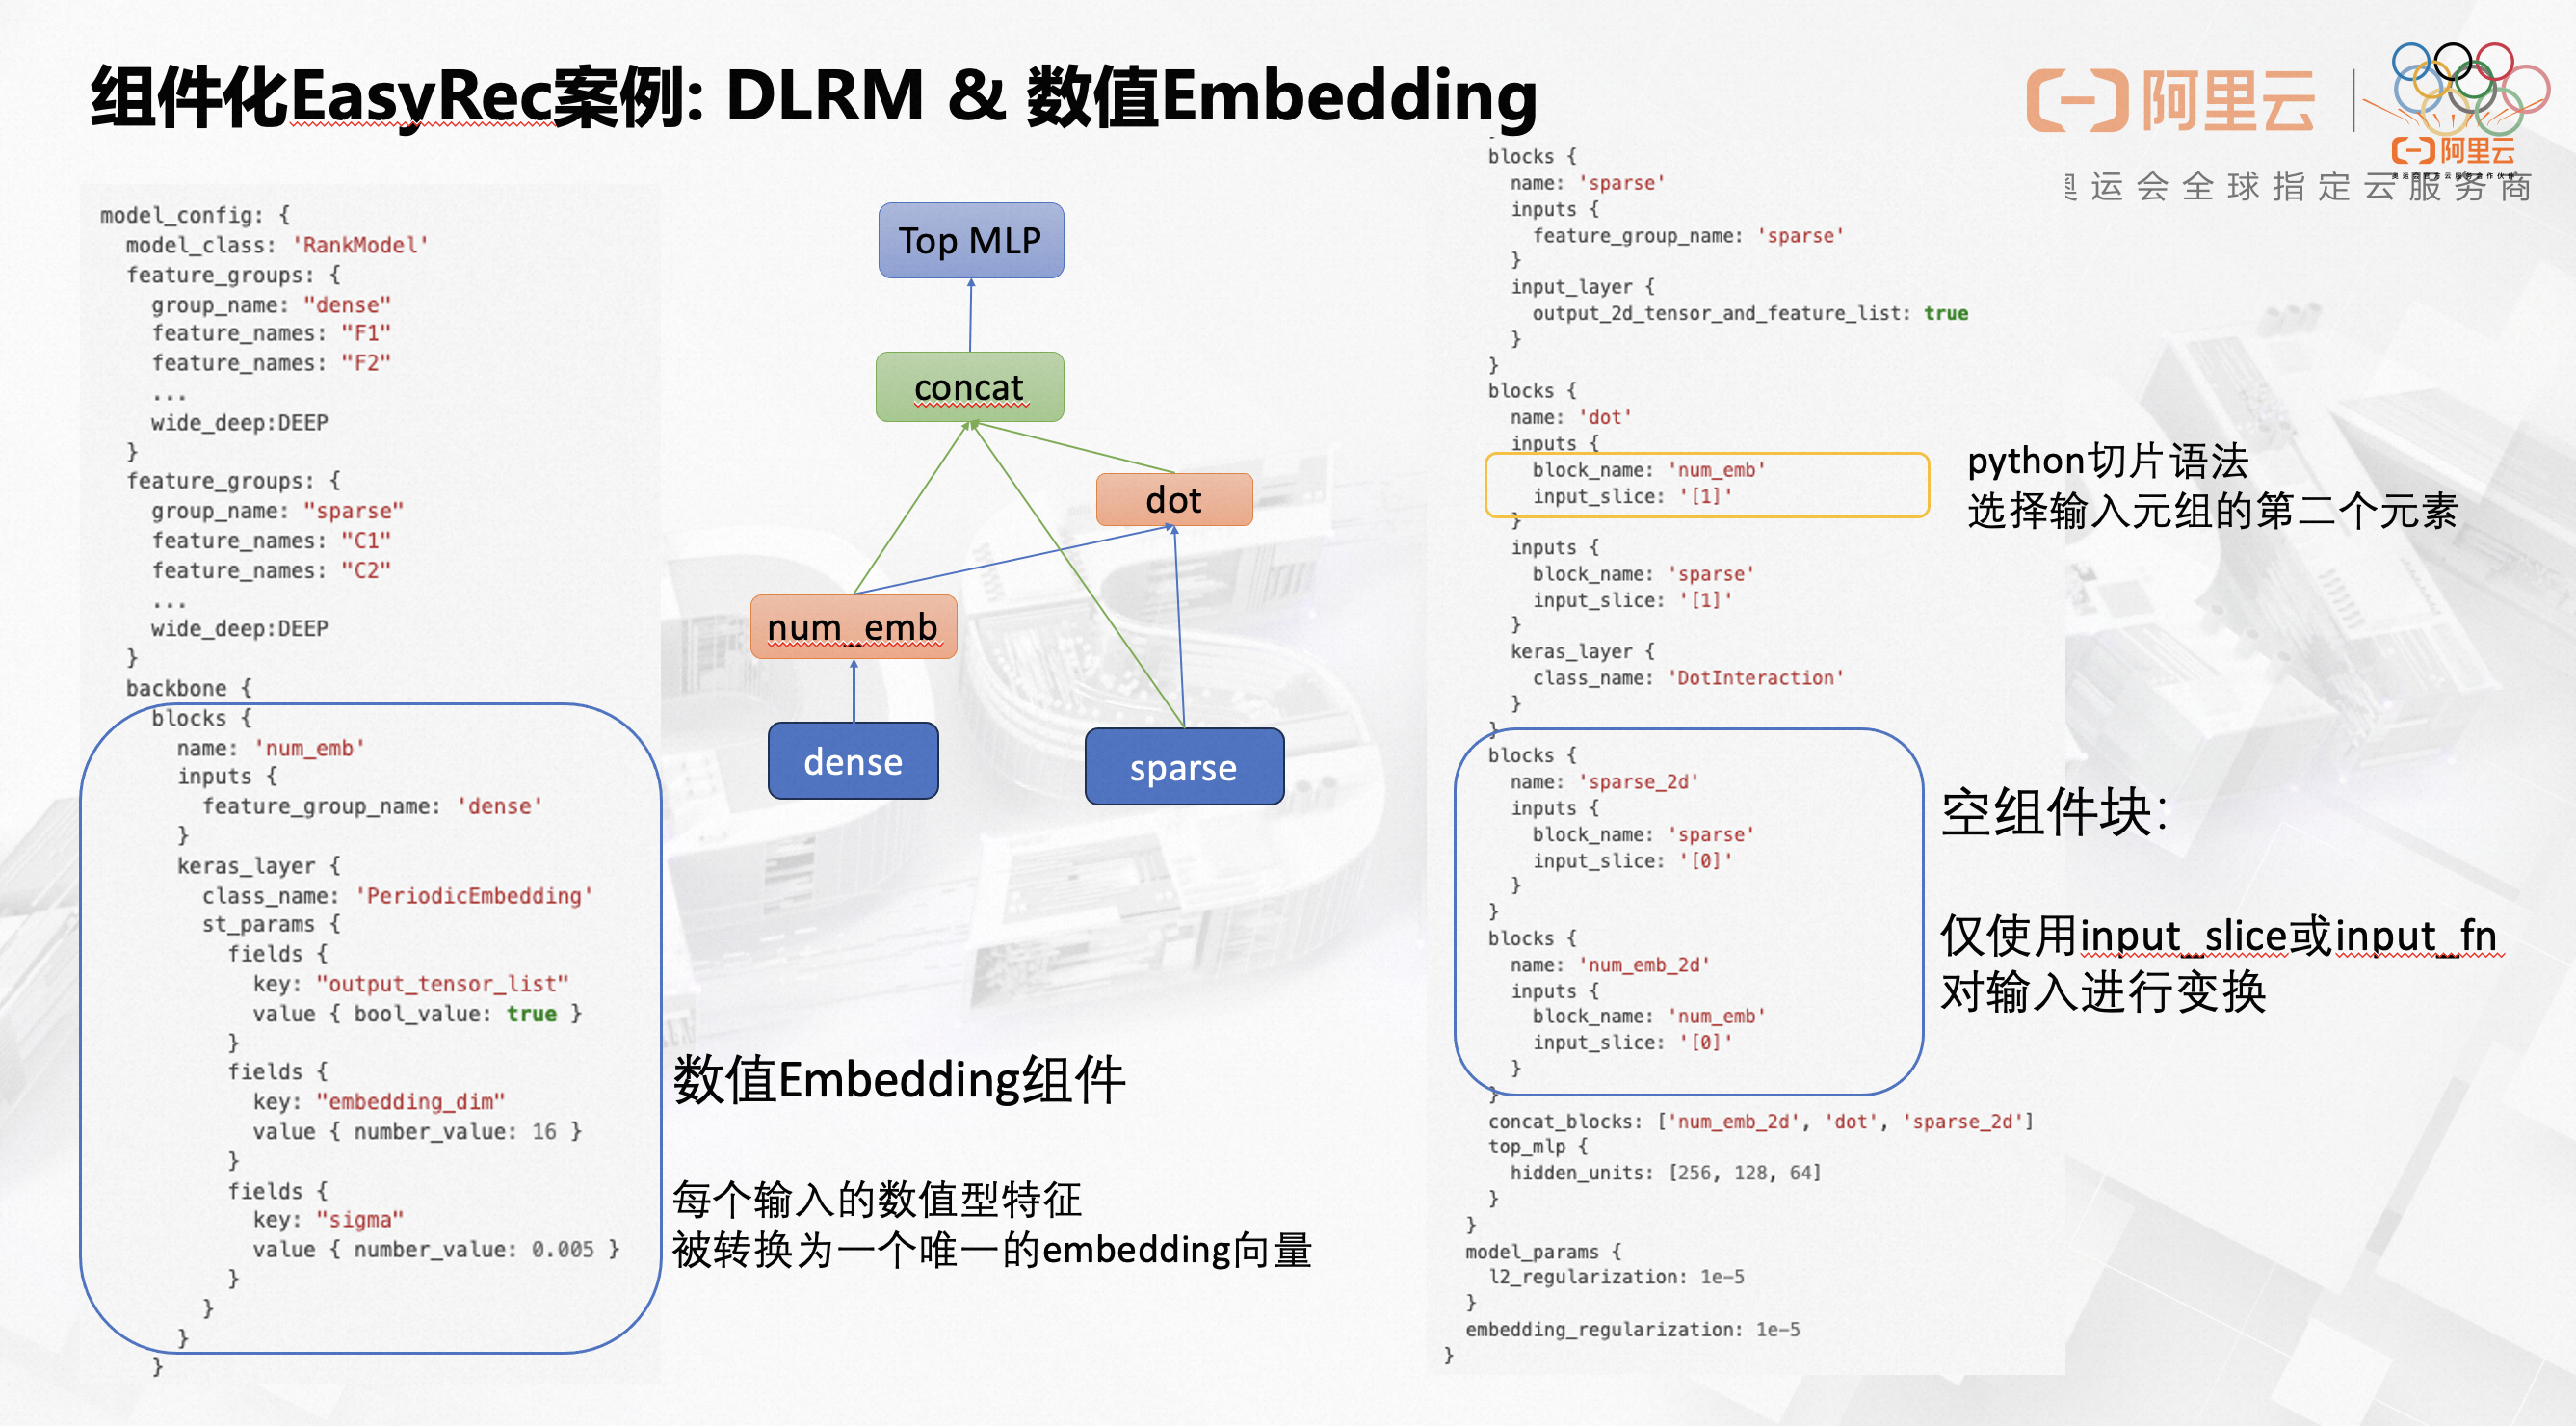 组件化EasyRec案例: DLRM & 数值Embedding
阿里云
阿里云
奥运会全球指定云服务商
model_config: {
model_class: 'RankModel'
feature_groups: {
group_name: "dense"
feature_names: "F1"
feature_names: "F2"
...
wide_deep:DEEP
}
feature_groups: {
group_name: "sparse"
feature_names: "C1"
feature_names: "C2"
...
wide_deep:DEEP
}
backbone {
blocks {
name: 'num_emb'
inputs {
feature_group_name: 'dense'
}
keras_layer {
class_name: 'PeriodicEmbedding'
st_params {
fields {
key: "output_tensor_list"
value { bool_value: true }
}
fields {
key: "embedding_dim"
value { number_value: 16 }
}
fields {
key: "sigma"
value { number_value: 0.005 }
}
}
}
}
Top MLP
concat
dot
num_emb
dense
sparse
数值Embedding组件
每个输入的数值型特征
被转换为一个唯一的embedding向量
blocks {
name: 'sparse'
inputs {
feature_group_name: 'sparse'
}
input_layer {
output_2d_tensor_and_feature_list: true
}
}
blocks {
name: 'dot'
inputs {
block_name: 'num_emb'
input_slice: '[1]'
}
inputs {
block_name: 'sparse'
input_slice: '[1]'
}
keras_layer {
class_name: 'DotInteraction'
}
}
blocks {
name: 'sparse_2d'
inputs {
block_name: 'sparse'
input_slice: '[0]'
}
}
blocks {
name: 'num_emb_2d'
inputs {
block_name: 'num_emb'
input_slice: '[0]'
}
}
concat_blocks: ['num_emb_2d', 'dot', 'sparse_2d']
top_mlp {
hidden_units: [256, 128, 64]
}
}
model_params {
l2_regularization: 1e-5
}
embedding_regularization: 1e-5
}
python切片语法
选择输入元组的第二个元素
空组件块:
仅使用input_slice或input_fn
对输入进行变换